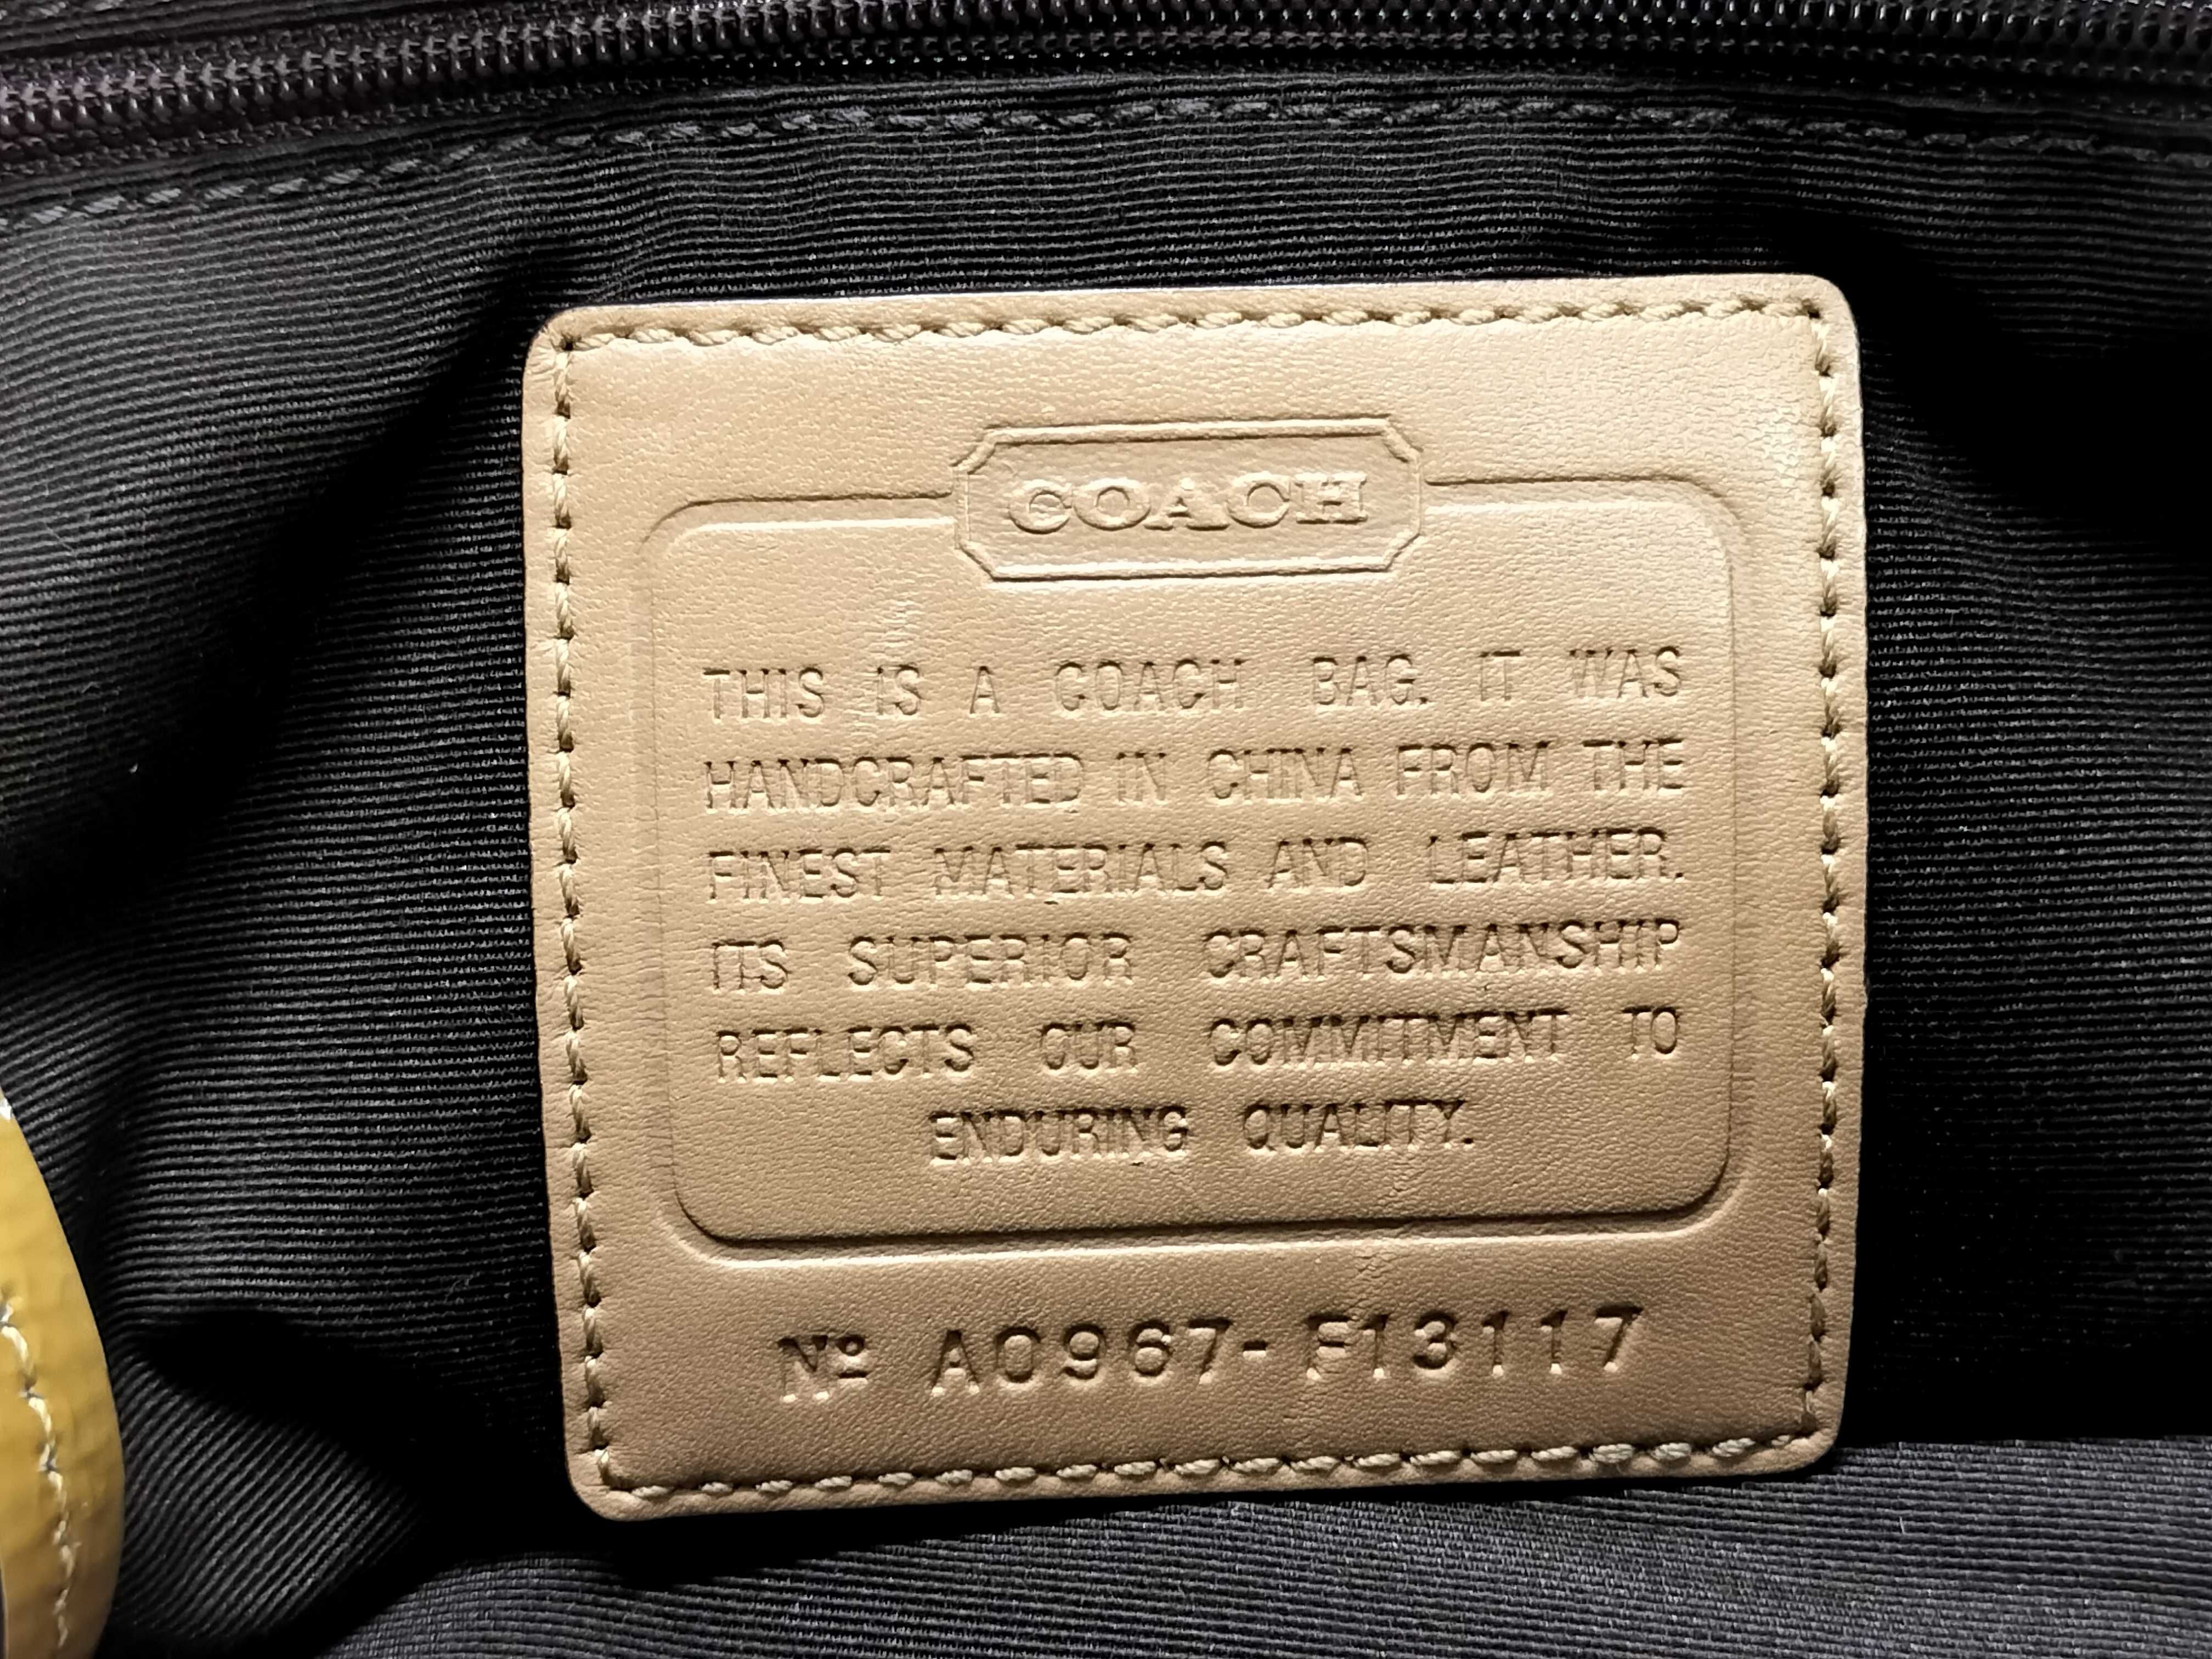 COACH
THIS IS A COACH BAG. IT WAS
HANDCRAFTED IN CHINA FROM THE
FINEST MATERIALS AND LEATHER.
ITS SUPERIOR CRAFTSMANSHIP
REFLECTS OUR COMMITMENT TO
ENDURING QUALITY.
Nº A0967-F13117